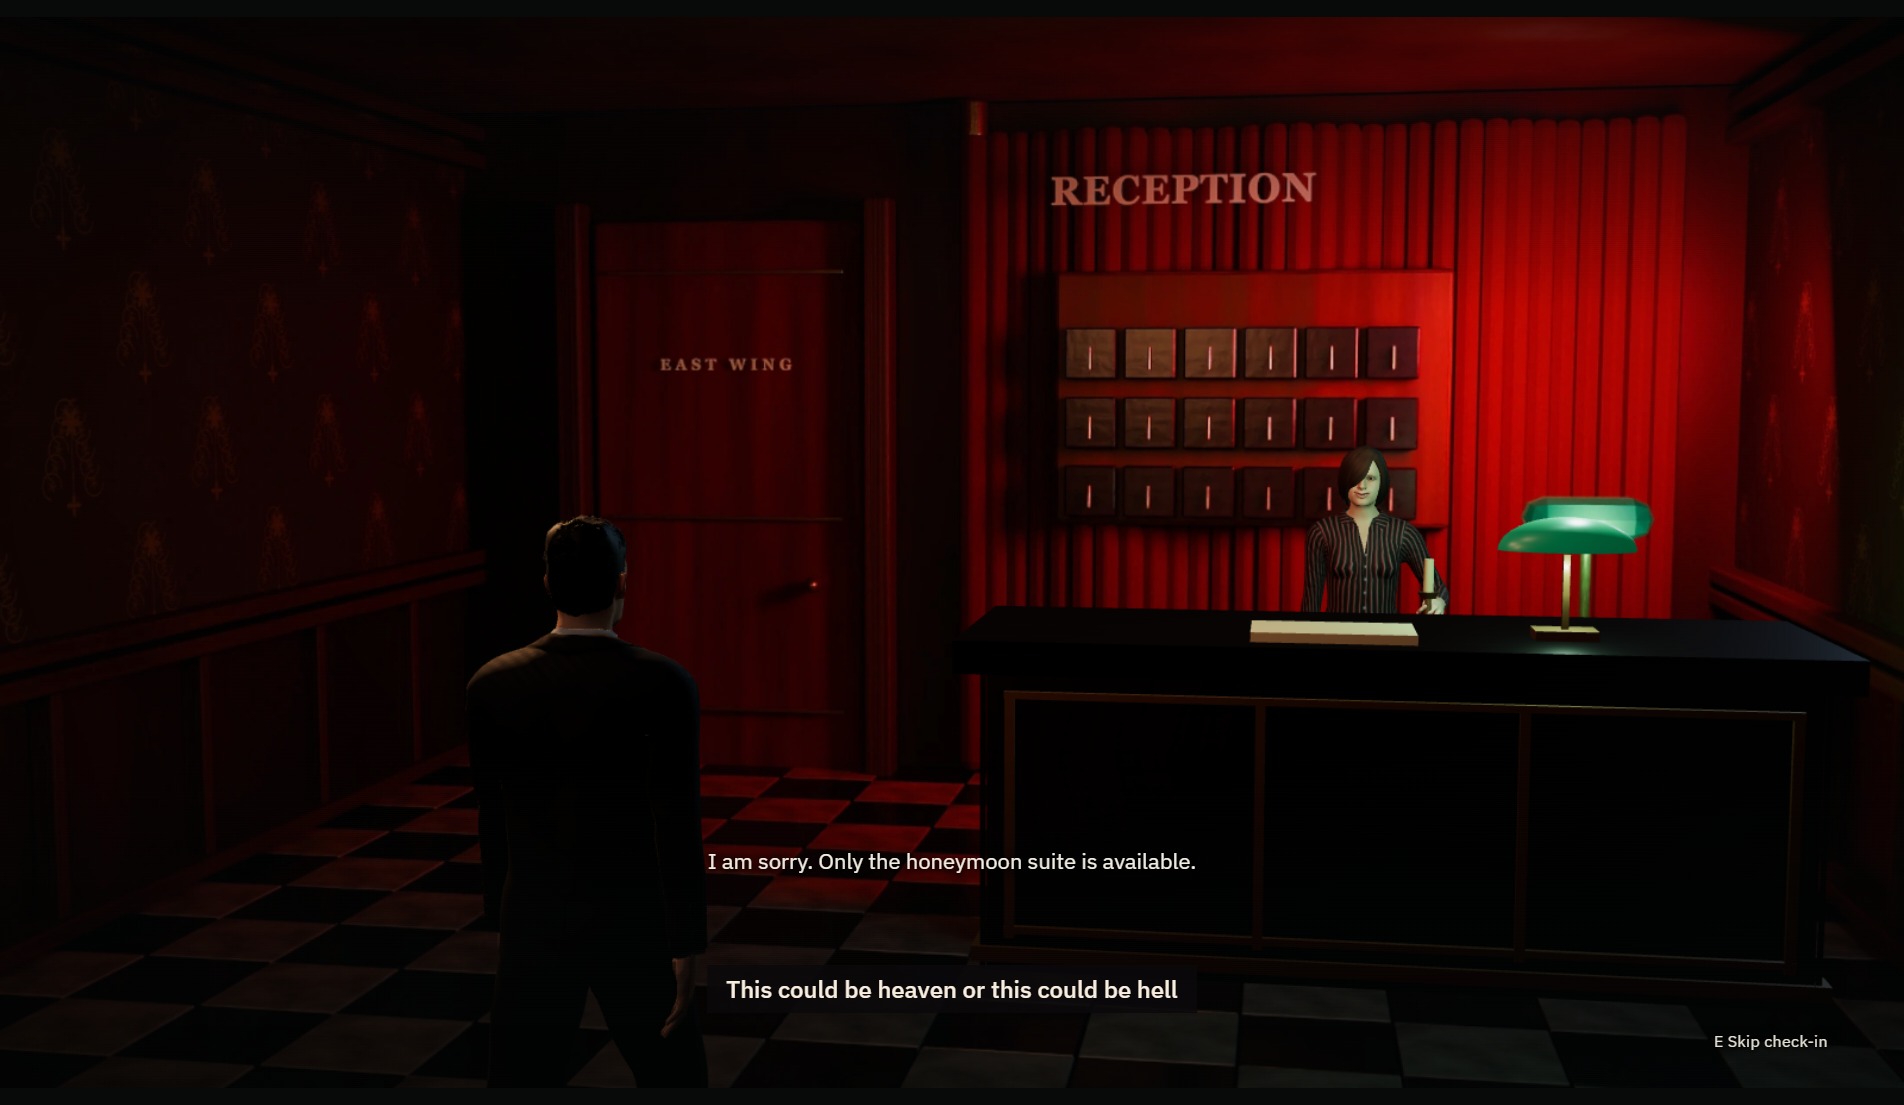 RECEPTION
EAST WING
I am sorry. Only the honeymoon suite is available.
This could be heaven or this could be hell
E Skip check-in